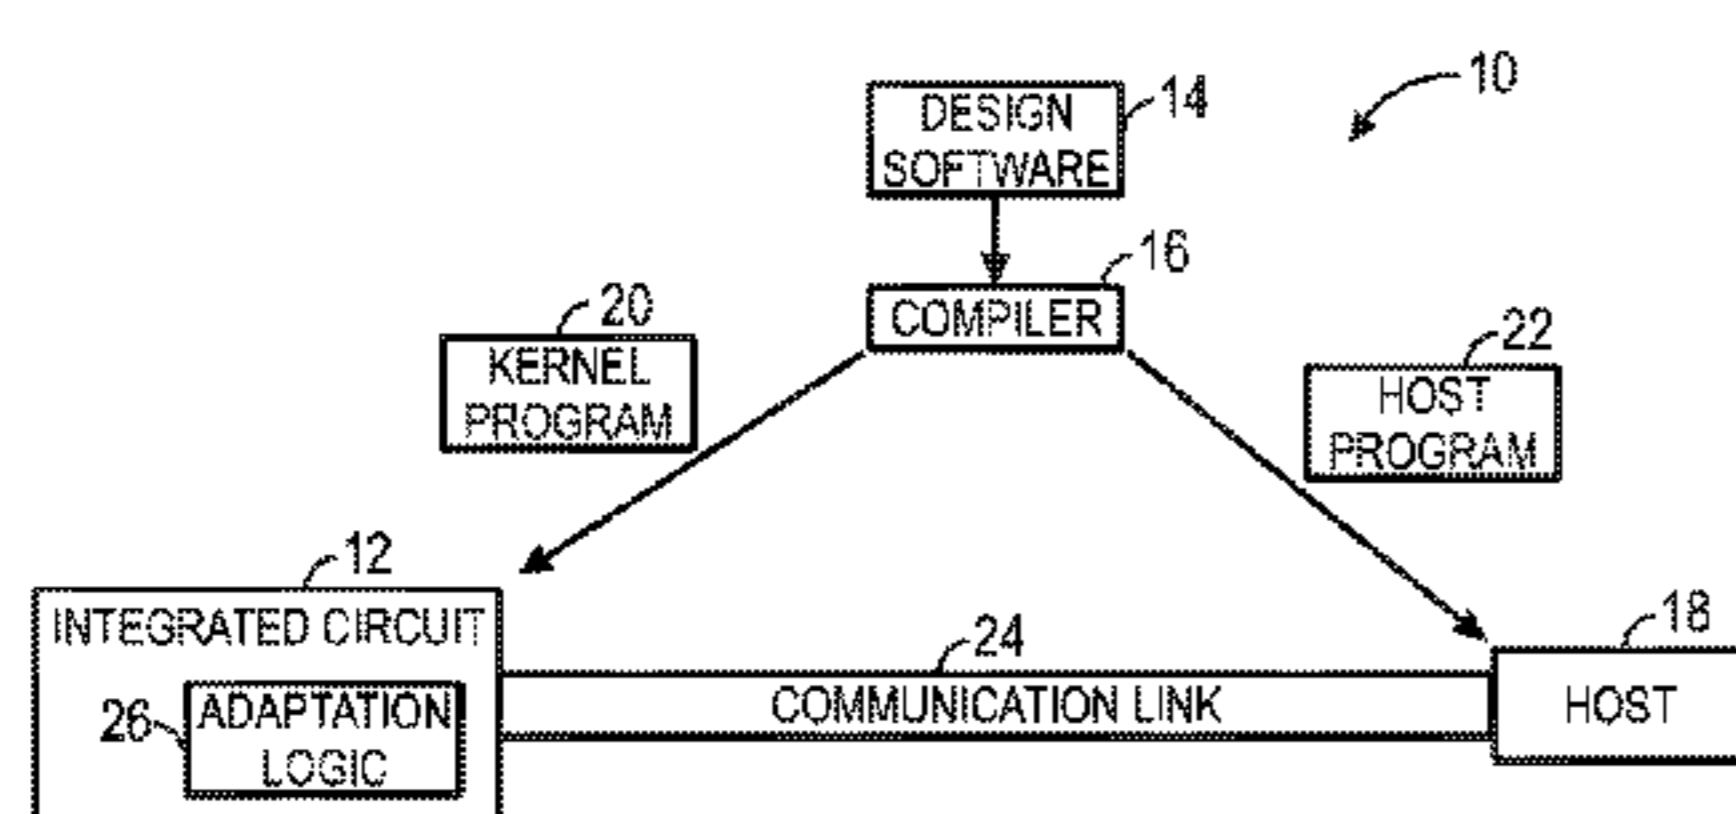 10
DESIGN
SOFTWARE
14
16
COMPILER
20
KERNEL
PROGRAM
22
HOST
PROGRAM
12
INTEGRATED CIRCUIT
18
24
COMMUNICATION LINK
HOST
26
ADAPTATION
LOGIC